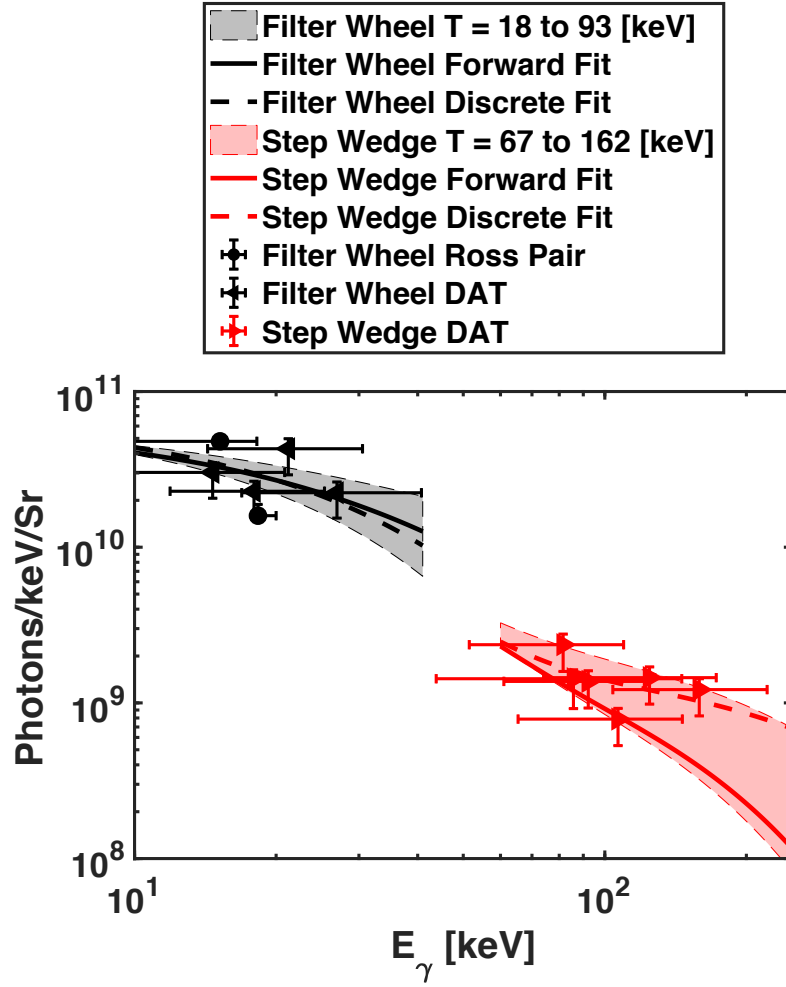 Filter Wheel T = 18 to 93 [keV]
Filter Wheel Forward Fit
Filter Wheel Discrete Fit
Step Wedge T = 67 to 162 [keV]
Step Wedge Forward Fit
Step Wedge Discrete Fit
Filter Wheel Ross Pair
Filter Wheel DAT
Step Wedge DAT
10^11
10^10
10^9
10^8
Photons/keV/Sr
10^1
10^2
E_γ [keV]